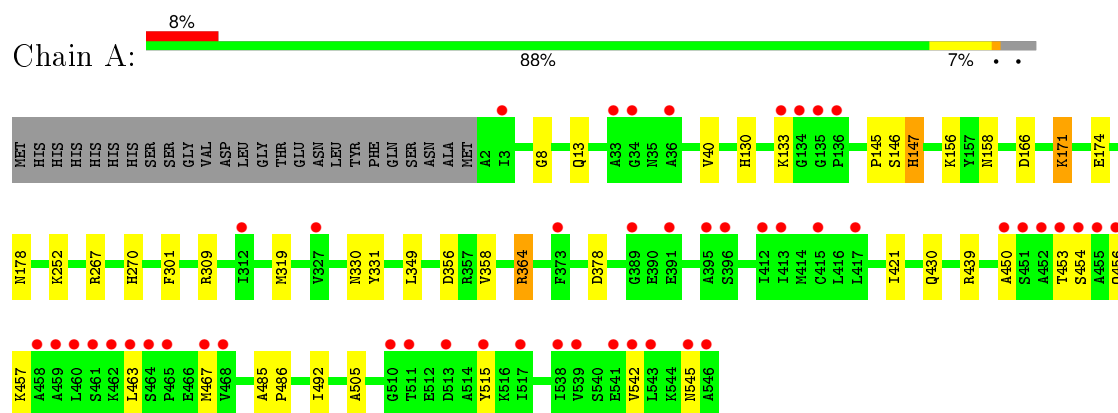 8%
Chain A:
88% 7% • •
MET HIS HIS HIS HIS HIS HIS SER SER GLY VAL ASP LEU GLY THR GLU ASN LEU TYR PHE GLN SER ASN ALA MET A2 I3 G8 Q13 A33 G34 N35 A36 V40 H130 K133 G134 G135 P136 P145 S146 H147 K156 Y157 N158 D166 K171 E174
N178 K252 R267 H270 F301 R309 I312 M319 V327 N330 Y331 L349 D356 R357 V358 R364 F373 D378 G389 E390 E391 A395 S396 I412 I413 M414 C415 L416 L417 I421 Q430 R439 A450 S451 A452 T453 S454 A455 Q456
K457 A458 A459 L460 S461 K462 L463 S464 P465 E466 M467 V468 A485 P486 I492 A505 G510 T511 E512 D513 A514 Y515 K516 I517 I538 V539 S540 E541 V542 L543 K544 N545 A546